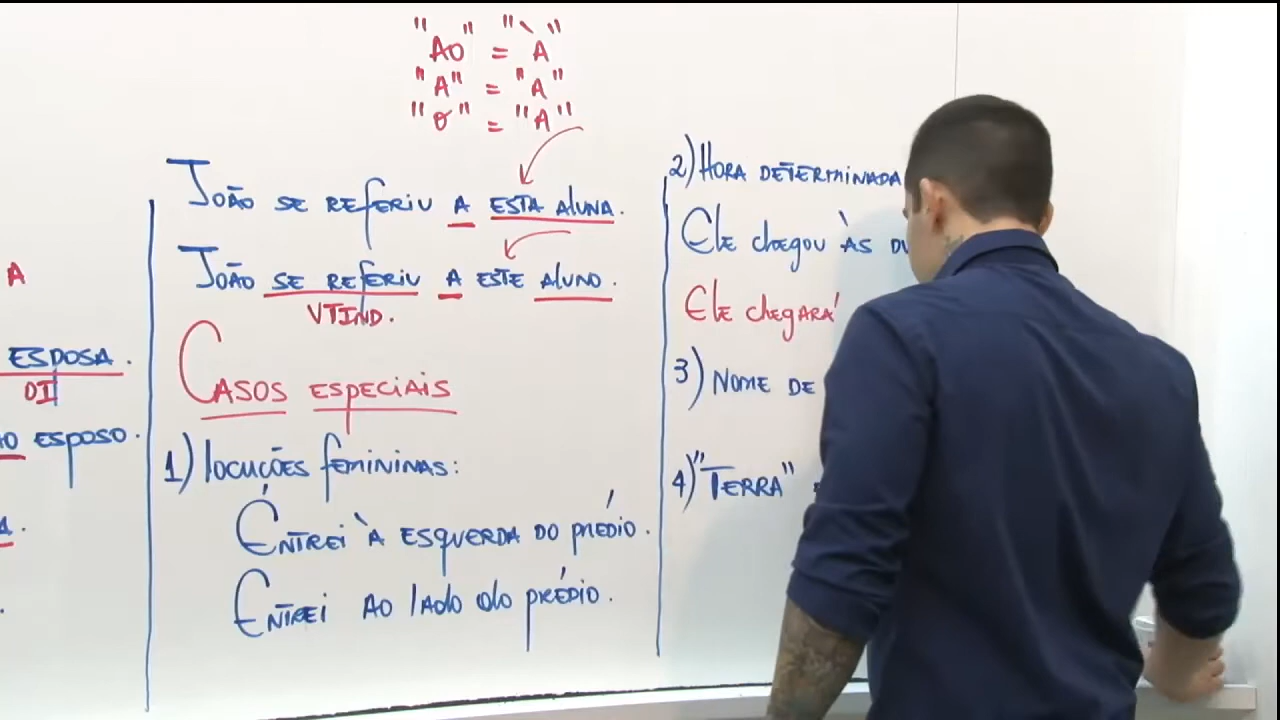 "Ao" = "À"
"A" = "A"
"O" = "A"
A
ESPOSA.
OI
ESPOSO.
João se referiu a esta aluna.
João se referiu a este aluno.
VTIND.
Casos especiais
1) locuções femininas:
Entrei à esquerda do prédio.
Entrei ao lado do prédio.
2) Hora determinada
Ele chegou às
Ele chegará
3) Nome de
4) "Terra"